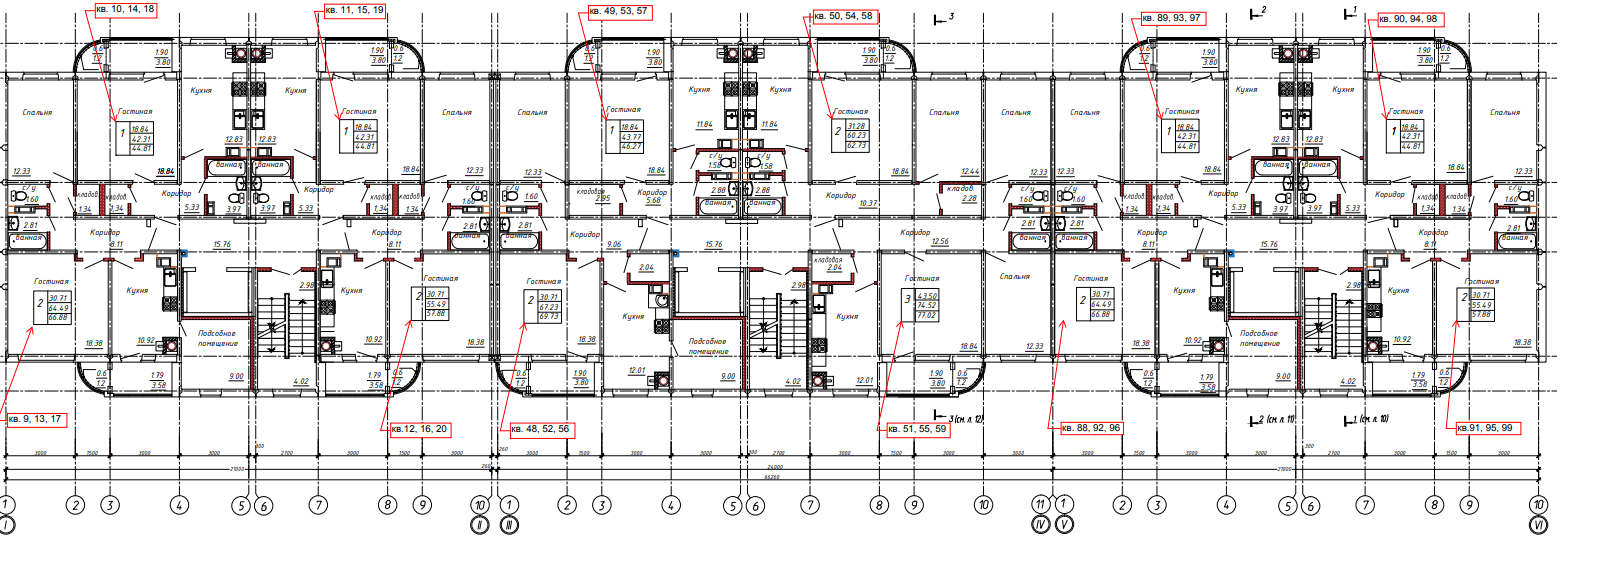 кв. 10, 14, 18
кв. 11, 15, 19
кв. 49, 53, 57
кв. 50, 54, 58
кв. 89, 93, 97
кв. 90, 94, 98
3
2
1
0.6
1.2
1.90
3.80
1.90
3.80
0.6
1.2
0.6
1.2
1.90
3.80
1.90
3.80
0.6
1.2
0.6
1.2
1.90
3.80
1.90
3.80
0.6
1.2
Спальня
Гостиная
Кухня
Кухня
Гостиная
Спальня
Спальня
Гостиная
Кухня
Кухня
Гостиная
Спальня
Спальня
Спальня
Гостиная
Кухня
Кухня
Гостиная
Спальня
1
18.84
42.31
44.81
1
18.84
42.31
44.81
1
18.84
43.77
46.27
2
31.28
60.23
62.73
1
18.84
42.31
44.81
1
18.84
42.31
44.81
12.83
12.83
11.84
11.84
12.83
12.83
12.33
18.84
ванная
ванная
18.84
12.33
12.33
18.84
с/у
1.58
с/у
1.58
18.84
12.44
12.33
12.33
18.84
ванная
ванная
18.84
12.33
с/у
1.60
кладов.
1.34
кладов.
1.34
Коридор
5.33
3.97
3.97
5.33
Коридор
кладов.
1.34
кладов.
1.34
с/у
1.60
с/у
1.60
кладовая
2.95
Коридор
5.68
2.88
2.88
ванная
ванная
Коридор
10.37
кладов.
2.28
с/у
1.60
с/у
1.60
кладов.
1.34
кладов.
1.34
Коридор
5.33
3.97
3.97
5.33
Коридор
кладов.
1.34
кладов.
1.34
с/у
1.60
2.81
ванная
Коридор
8.11
15.76
Коридор
8.11
2.81
ванная
2.81
ванная
Коридор
9.06
15.76
Коридор
12.56
2.81
ванная
2.81
ванная
Коридор
8.11
15.76
Коридор
8.11
2.81
ванная
Гостиная
2
30.71
64.49
66.88
Кухня
2.98
Кухня
Гостиная
2
30.71
55.49
57.88
Гостиная
2
30.71
67.23
69.73
2.04
Кухня
2.98
кладовая
2.04
Кухня
Гостиная
3
43.50
74.52
77.02
Спальня
Гостиная
2
30.71
64.49
66.88
Кухня
2.98
Кухня
Гостиная
2
30.71
55.49
57.88
Подсобное
помещение
Подсобное
помещение
Подсобное
помещение
18.38
10.92
10.92
18.38
18.38
18.84
12.33
18.38
10.92
10.92
18.38
0.6
1.2
1.79
3.58
9.00
4.02
1.79
3.58
0.6
1.2
0.6
1.2
1.90
3.80
12.01
9.00
4.02
12.01
1.90
3.80
0.6
1.2
0.6
1.2
1.79
3.58
9.00
4.02
1.79
3.58
0.6
1.2
кв. 9, 13, 17
кв.12, 16, 20
кв. 48, 52, 56
кв. 51, 55, 59
3 (см.л. 12)
кв. 88, 92, 96
2 (см.л. 11)
1 (см.л. 10)
кв.91, 95, 99
3000
1500
3000
3000
300
2700
3000
1500
3000
260
3000
1500
3000
3000
300
2700
3000
1500
3000
3000
3000
1500
3000
3000
300
2700
3000
1500
3000
21000
260
24000
21000
66260
1
2
3
4
5
6
7
8
9
10
1
2
3
4
5
6
7
8
9
10
11
1
2
3
4
5
6
7
8
9
10
I
II
III
IV
V
VI